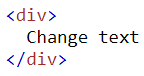 <div>
  Change text
</div>